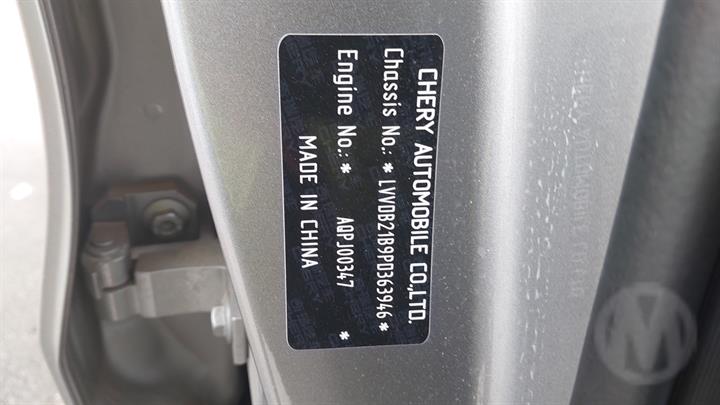 CHERY AUTOMOBILE CO.,LTD.
Chassis No.: * LVVDB21B9PD363946 *
Engine No.: * AQPJ00347 *
MADE IN CHINA
M